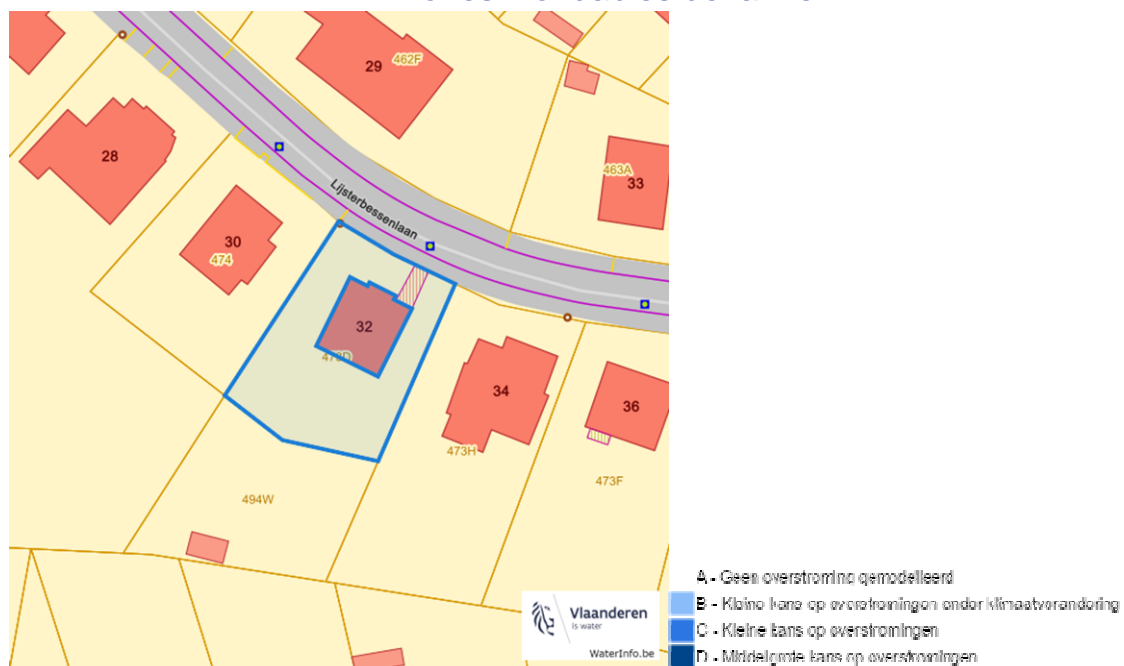 29
462F
28
463A
33
Lijsterbessenlaan
30
474
32
34
36
473H
473F
494W
Vlaanderen
is water
WaterInfo.be
A - Geen overstroming gemodelleerd
B - Kleine kans op overstromingen onder klimaatverandering
C - Kleine kans op overstromingen
D - Middelgrote kans op overstromingen